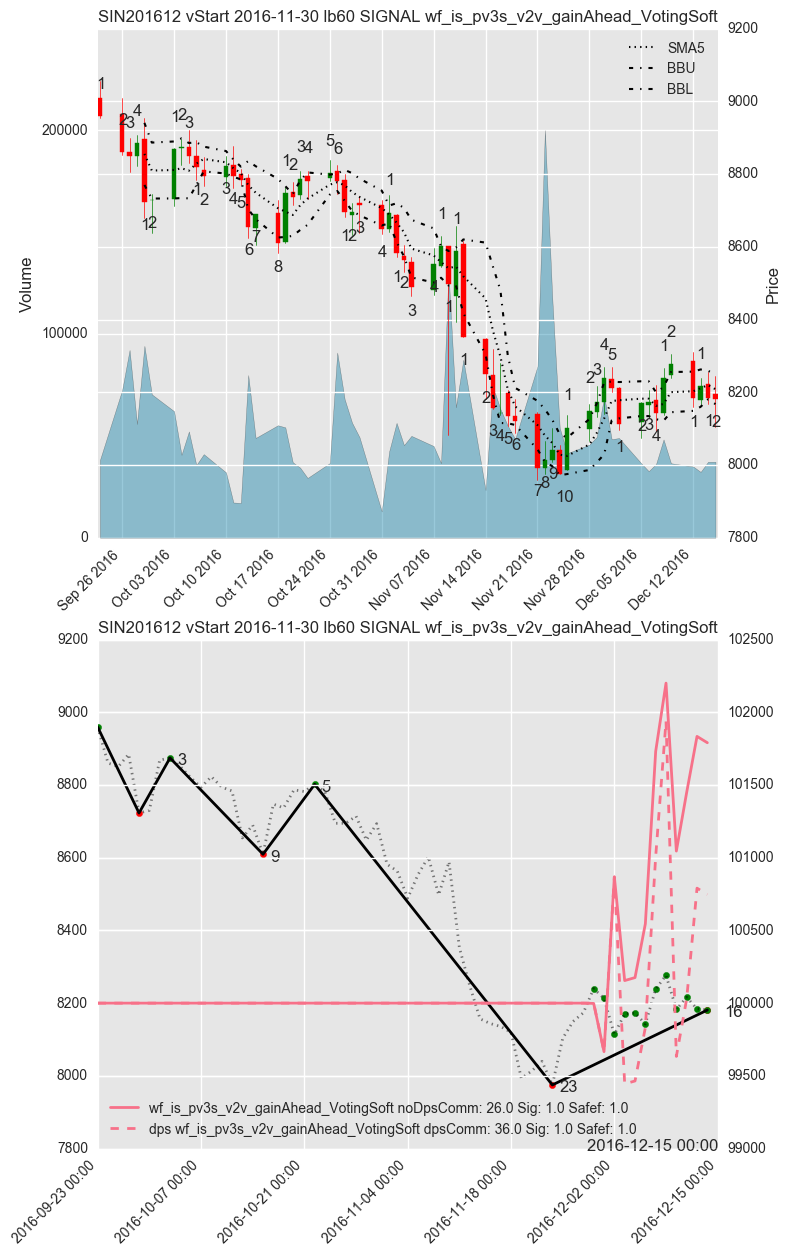 SIN201612 vStart 2016-11-30 lb60 SIGNAL wf_is_pv3s_v2v_gainAhead_VotingSoft
SMA5
BBU
BBL
200000
100000
0
Volume
9200
9000
8800
8600
8400
8200
8000
7800
Price
Sep 26 2016
Oct 03 2016
Oct 10 2016
Oct 17 2016
Oct 24 2016
Oct 31 2016
Nov 07 2016
Nov 14 2016
Nov 21 2016
Nov 28 2016
Dec 05 2016
Dec 12 2016
SIN201612 vStart 2016-11-30 lb60 SIGNAL wf_is_pv3s_v2v_gainAhead_VotingSoft
9200
9000
8800
8600
8400
8200
8000
7800
102500
102000
101500
101000
100500
100000
99500
99000
3
9
5
23
16
wf_is_pv3s_v2v_gainAhead_VotingSoft noDpsComm: 26.0 Sig: 1.0 Safef: 1.0
dps wf_is_pv3s_v2v_gainAhead_VotingSoft dpsComm: 36.0 Sig: 1.0 Safef: 1.0
2016-12-15 00:00
2016-09-23 00:00
2016-10-07 00:00
2016-10-21 00:00
2016-11-04 00:00
2016-11-18 00:00
2016-12-02 00:00
2016-12-15 00:00